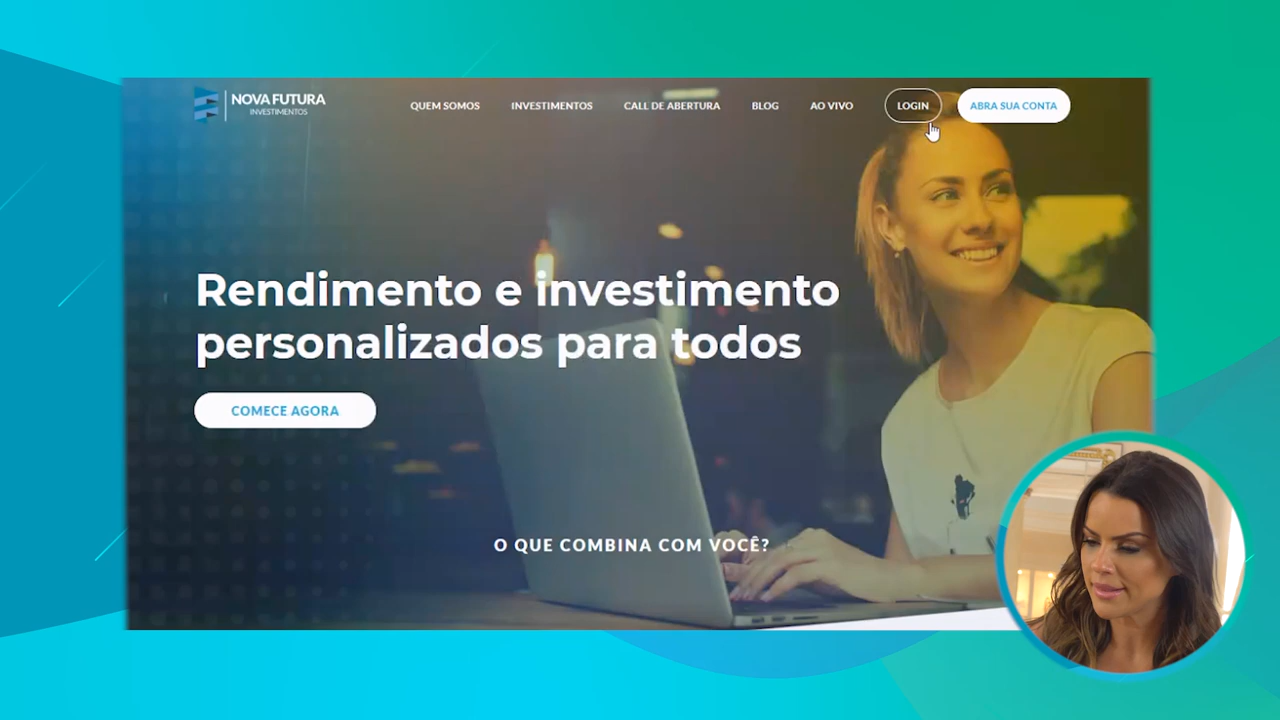 NOVA FUTURA
INVESTIMENTOS
QUEM SOMOS
INVESTIMENTOS
CALL DE ABERTURA
BLOG
AO VIVO
LOGIN
ABRA SUA CONTA
Rendimento e investimento
personalizados para todos
COMECE AGORA
O QUE COMBINA COM VOCÊ?